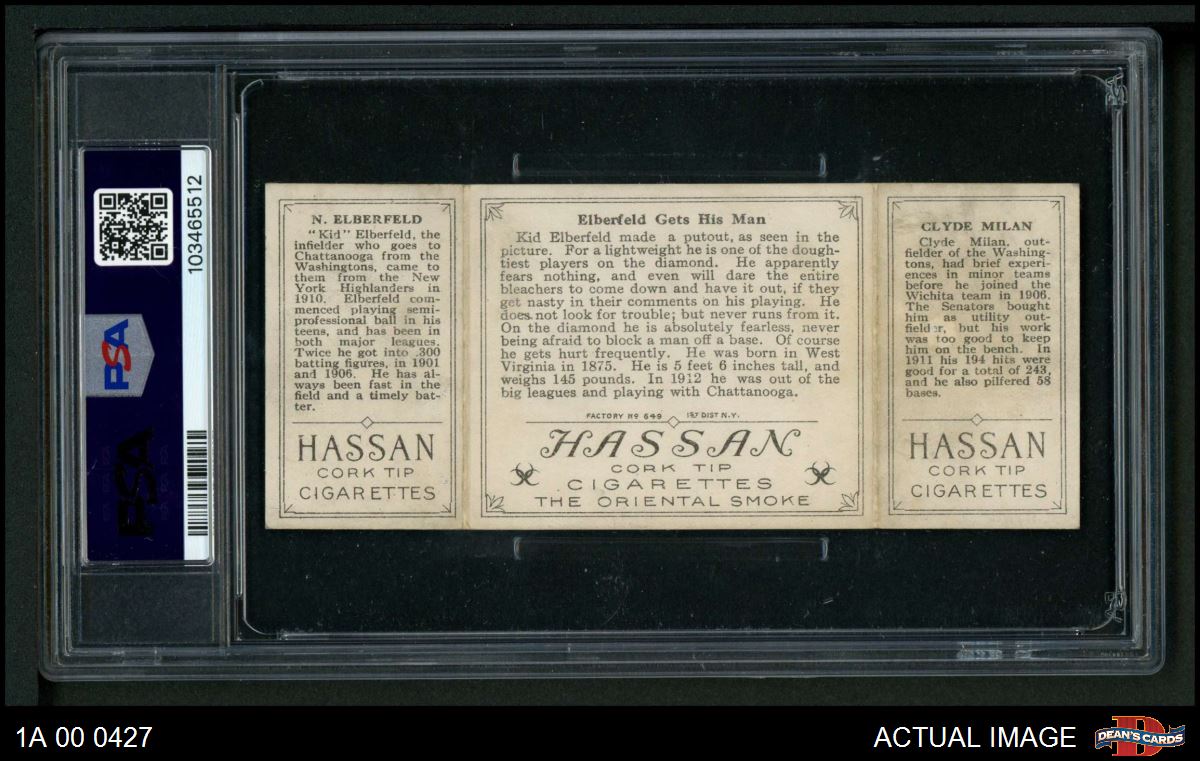 103465512
PSA
PSA
N. ELBERFELD
"Kid" Elberfeld, the
infielder who goes to
Chattanooga from the
Washingtons, came to
them from the New
York Highlanders in
1910. Elberfeld com-
menced playing semi-
professional ball in his
teens, and has been in
both major leagues.
Twice he got into .300
batting figures, in 1901
and 1906. He has al-
ways been fast in the
field and a timely bat-
ter.
HASSAN
CORK TIP
CIGARETTES
Elberfeld Gets His Man
Kid Elberfeld made a putout, as seen in the
picture. For a lightweight he is one of the dough-
tiest players on the diamond. He apparently
fears nothing, and even will dare the entire
bleachers to come down and have it out, if they
get nasty in their comments on his playing. He
does not look for trouble; but never runs from it.
On the diamond he is absolutely fearless, never
being afraid to block a man off a base. Of course
he gets hurt frequently. He was born in West
Virginia in 1875. He is 5 feet 6 inches tall, and
weighs 145 pounds. In 1912 he was out of the
big leagues and playing with Chattanooga.
FACTORY Nº 649 1ST DIST N.Y.
HASSAN
CORK TIP
CIGARETTES
THE ORIENTAL SMOKE
CLYDE MILAN
Clyde Milan, out-
fielder of the Washing-
tons, had brief experi-
ences in minor teams
before he joined the
Wichita team in 1906.
The Senators bought
him as utility out-
fielder, but his work
was too good to keep
him on the bench. In
1911 his 194 hits were
good for a total of 243,
and he also pilfered 58
bases.
HASSAN
CORK TIP
CIGARETTES
1A 00 0427
ACTUAL IMAGE
DEAN'S CARDS